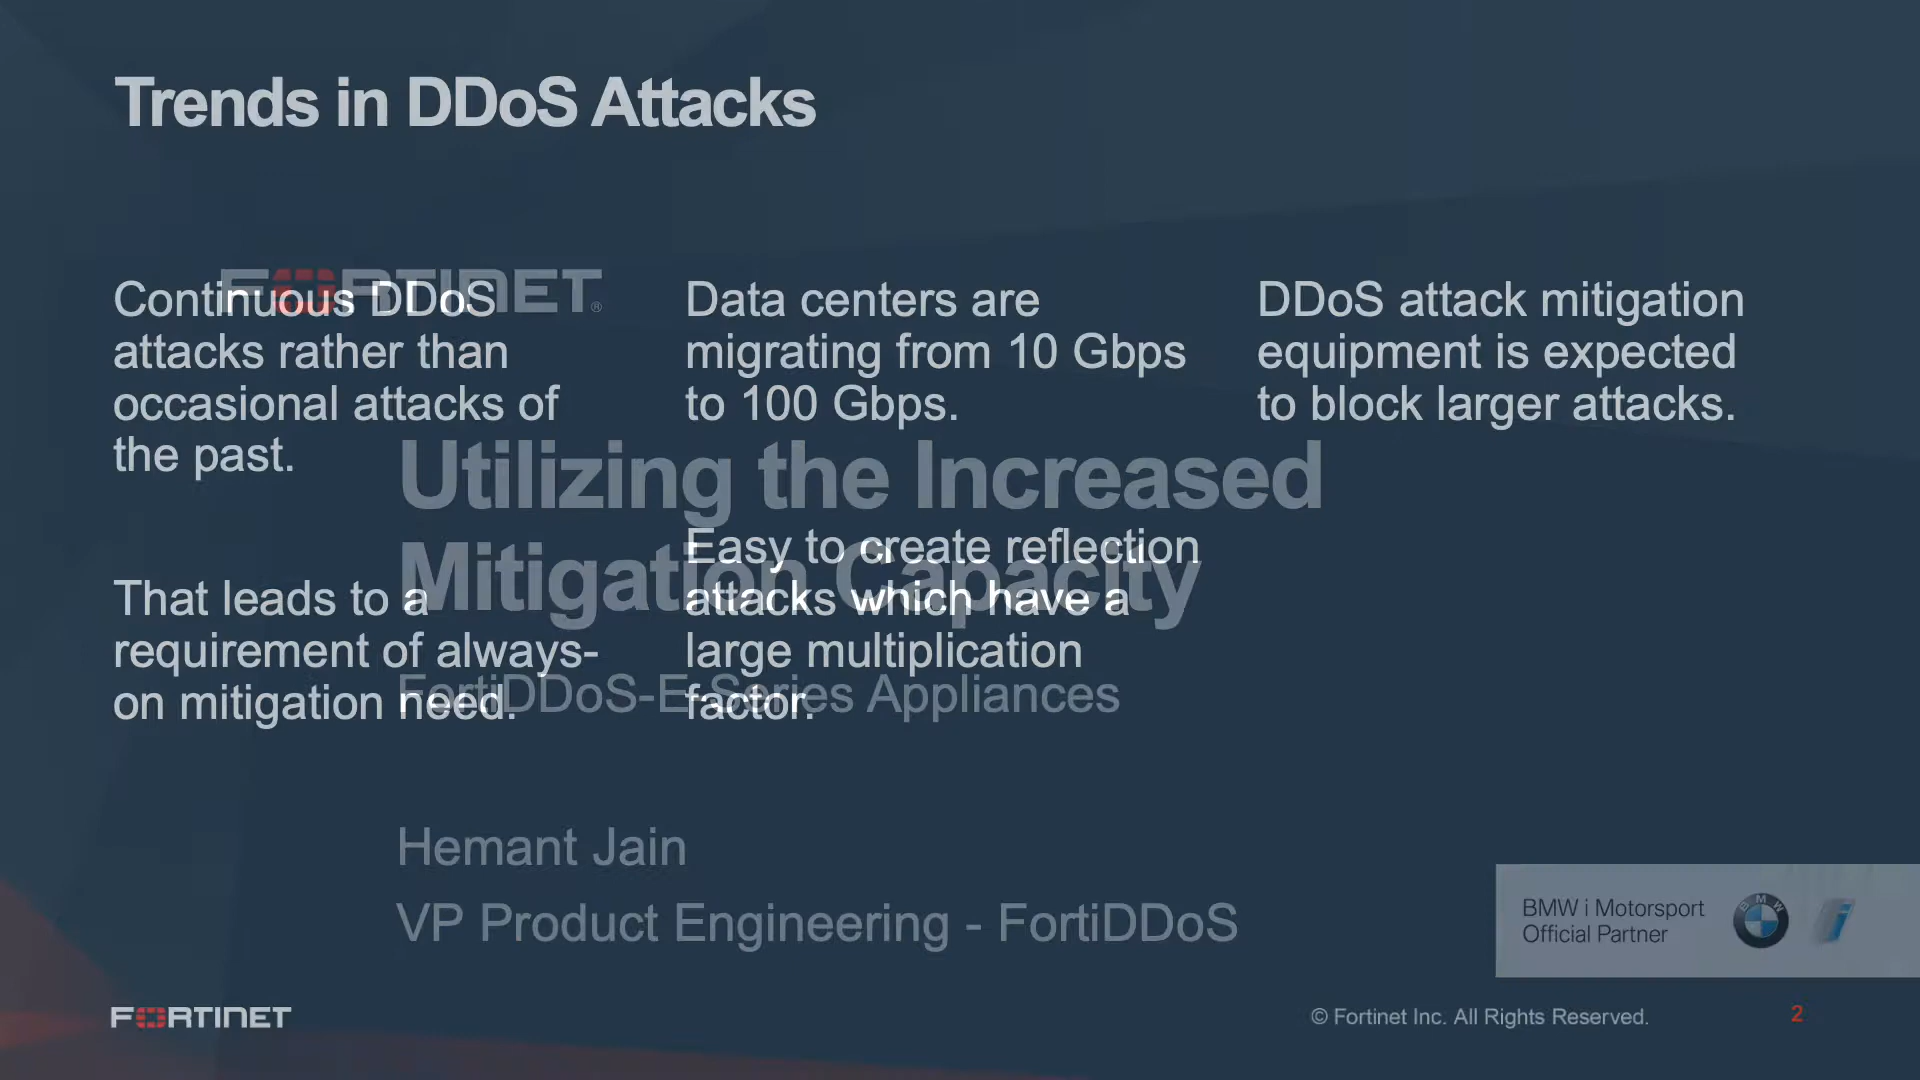 Trends in DDoS Attacks
FORTINET®
Continuous DDoS
attacks rather than
occasional attacks of
the past.
That leads to a
requirement of always-
on mitigation need.
Data centers are
migrating from 10 Gbps
to 100 Gbps.
Easy to create reflection
attacks which have a
large multiplication
factor.
DDoS attack mitigation
equipment is expected
to block larger attacks.
Utilizing the Increased
Mitigation Capacity
FortiDDoS-E-Series Appliances
Hemant Jain
VP Product Engineering - FortiDDoS
BMW i Motorsport
Official Partner
BMW
i
FORTINET
© Fortinet Inc. All Rights Reserved.
2